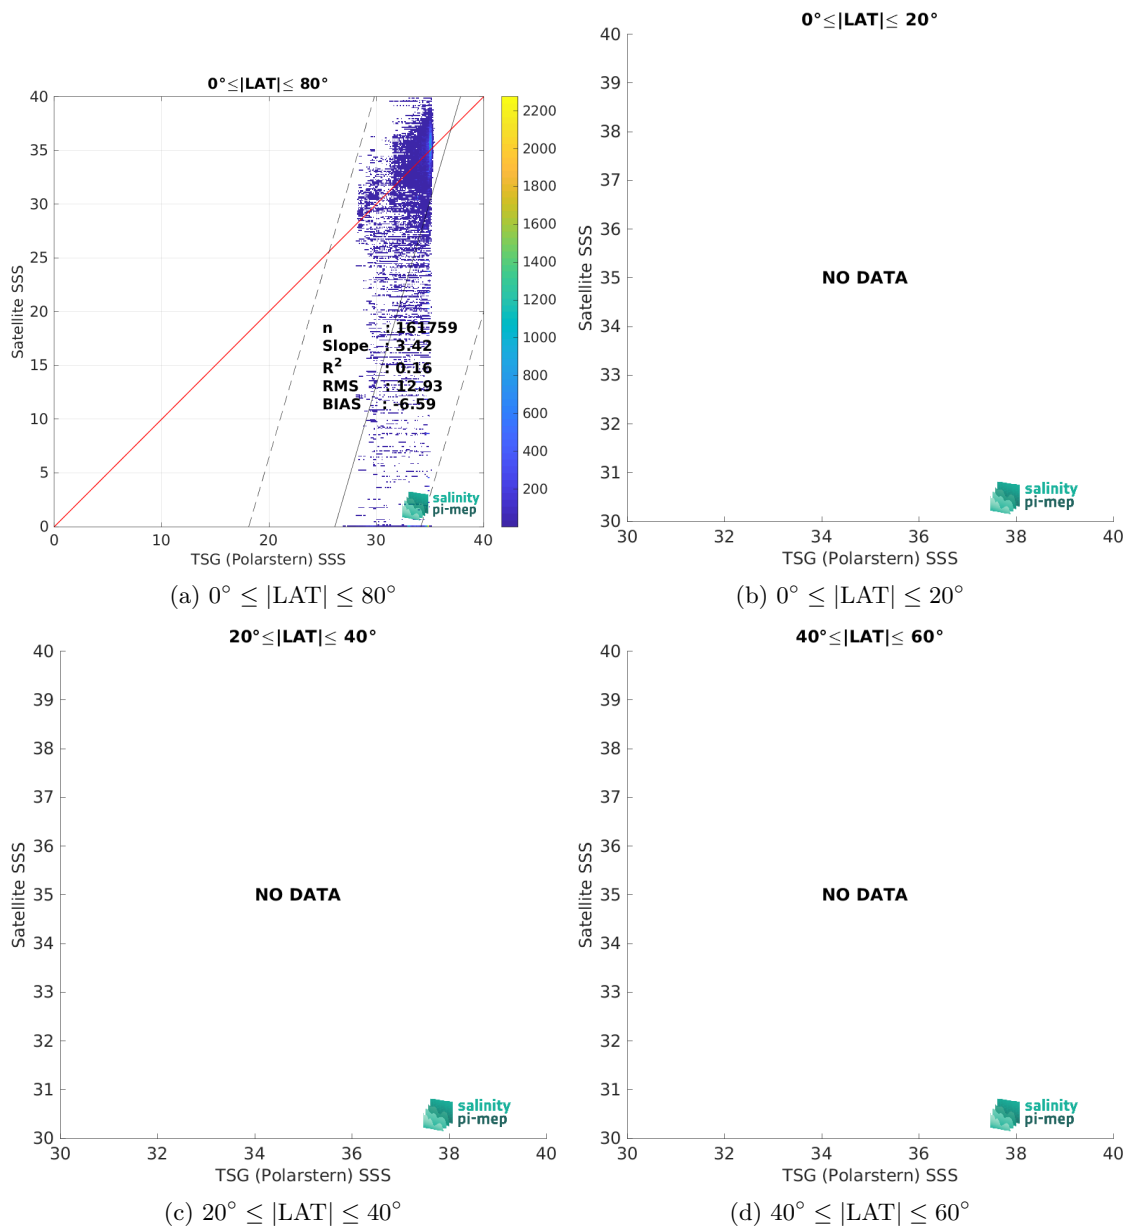 0°≤|LAT|≤ 80°
40
35
30
25
20
15
10
5
0
Satellite SSS
n : 161759
Slope : 3.42
R² : 0.16
RMS : 12.93
BIAS : -6.59
salinity
pi-mep
0 10 20 30 40
TSG (Polarstern) SSS
2200
2000
1800
1600
1400
1200
1000
800
600
400
200
(a) 0° ≤ |LAT| ≤ 80°
0°≤|LAT|≤ 20°
40
39
38
37
36
35
34
33
32
31
30
Satellite SSS
NO DATA
salinity
pi-mep
30 32 34 36 38 40
TSG (Polarstern) SSS
(b) 0° ≤ |LAT| ≤ 20°
20°≤|LAT|≤ 40°
40
39
38
37
36
35
34
33
32
31
30
Satellite SSS
NO DATA
salinity
pi-mep
30 32 34 36 38 40
TSG (Polarstern) SSS
(c) 20° ≤ |LAT| ≤ 40°
40°≤|LAT|≤ 60°
40
39
38
37
36
35
34
33
32
31
30
Satellite SSS
NO DATA
salinity
pi-mep
30 32 34 36 38 40
TSG (Polarstern) SSS
(d) 40° ≤ |LAT| ≤ 60°